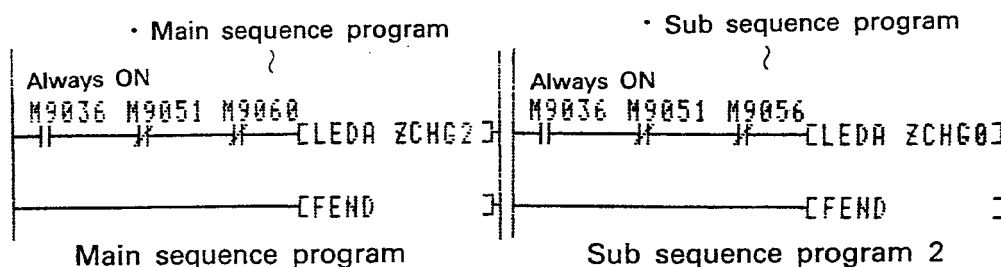 · Main sequence program
· Sub sequence program
Always ON
M9036 M9051 M9060
[LEDA ZCHG2]
[FEND ]
Always ON
M9036 M9051 M9056
[LEDA ZCHG0]
[FEND ]
Main sequence program
Sub sequence program 2